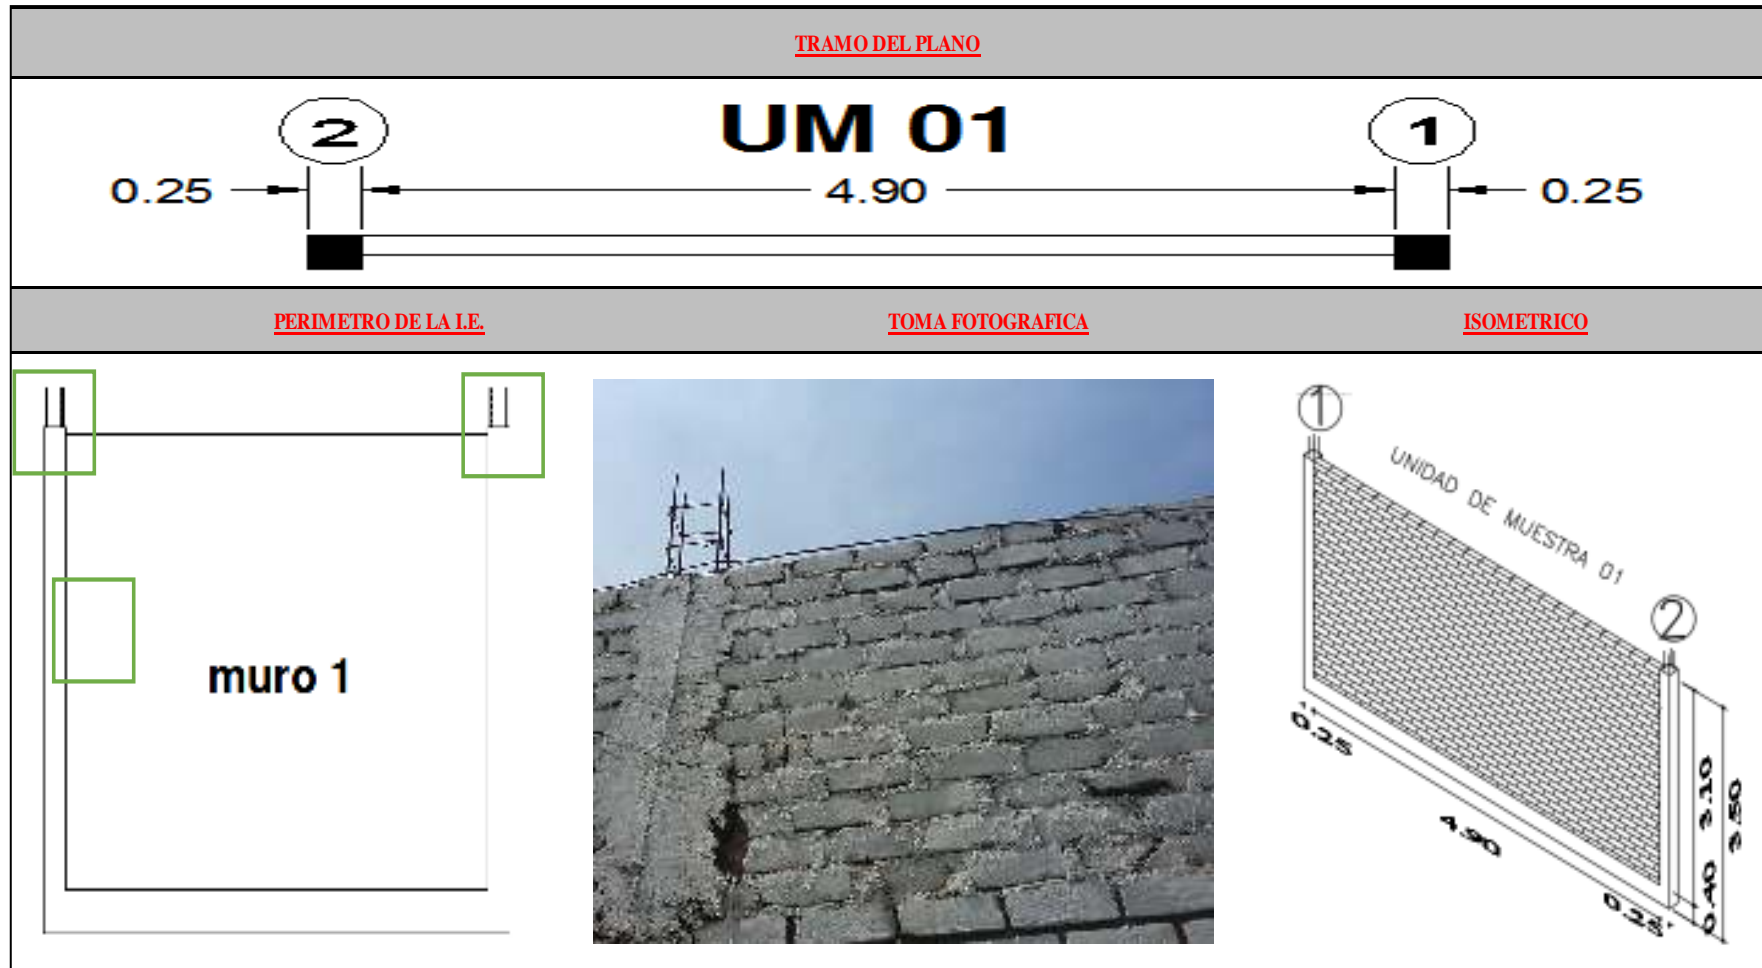 TRAMO DEL PLANO
2
UM 01
1
0.25
4.90
0.25
PERIMETRO DE LA I.E.
TOMA FOTOGRAFICA
ISOMETRICO
muro 1
1
UNIDAD DE MUESTRA 01
2
0.25
4.90
0.25
0.40
3.10
3.50